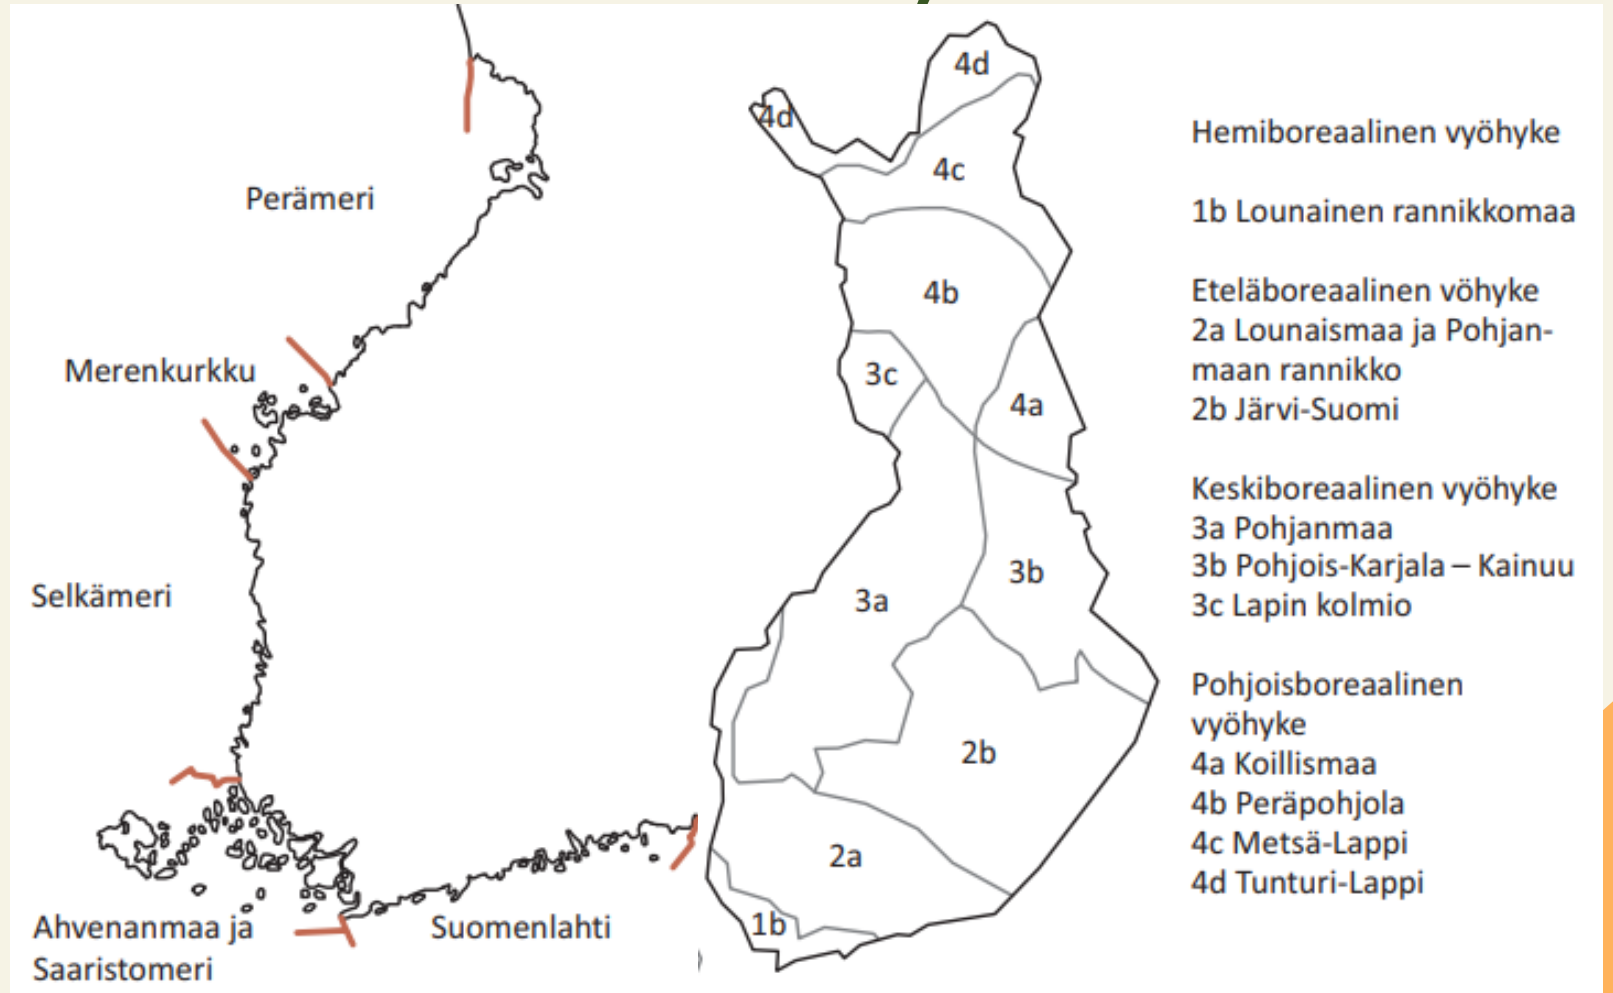 Perämeri
Merenkurkku
Selkämeri
Ahvenanmaa ja
Saaristomeri
Suomenlahti
4d
4d
4c
4b
3c
4a
3b
3a
2b
2a
1b
Hemiboreaalinen vyöhyke
1b Lounainen rannikkomaa
Eteläboreaalinen vöhyke
2a Lounaismaa ja Pohjan-
maan rannikko
2b Järvi-Suomi
Keskiboreaalinen vyöhyke
3a Pohjanmaa
3b Pohjois-Karjala – Kainuu
3c Lapin kolmio
Pohjoisboreaalinen
vyöhyke
4a Koillismaa
4b Peräpohjola
4c Metsä-Lappi
4d Tunturi-Lappi